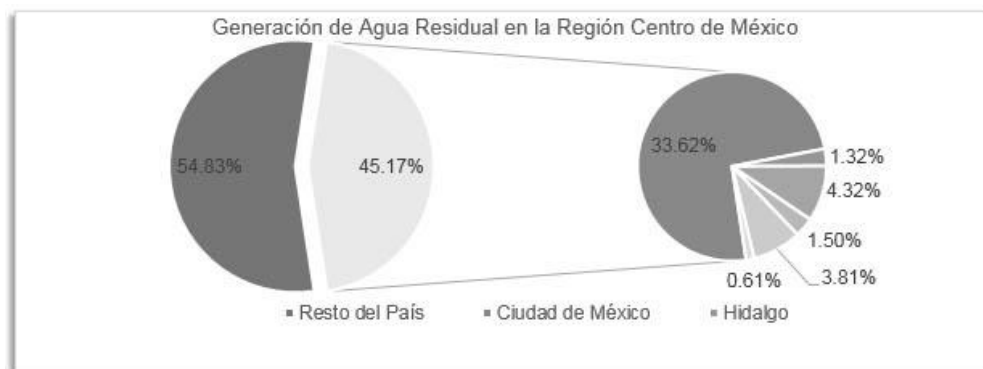 Generación de Agua Residual en la Región Centro de México
54.83%
45.17%
33.62%
1.32%
4.32%
1.50%
3.81%
0.61%
Resto del País
Ciudad de México
Hidalgo